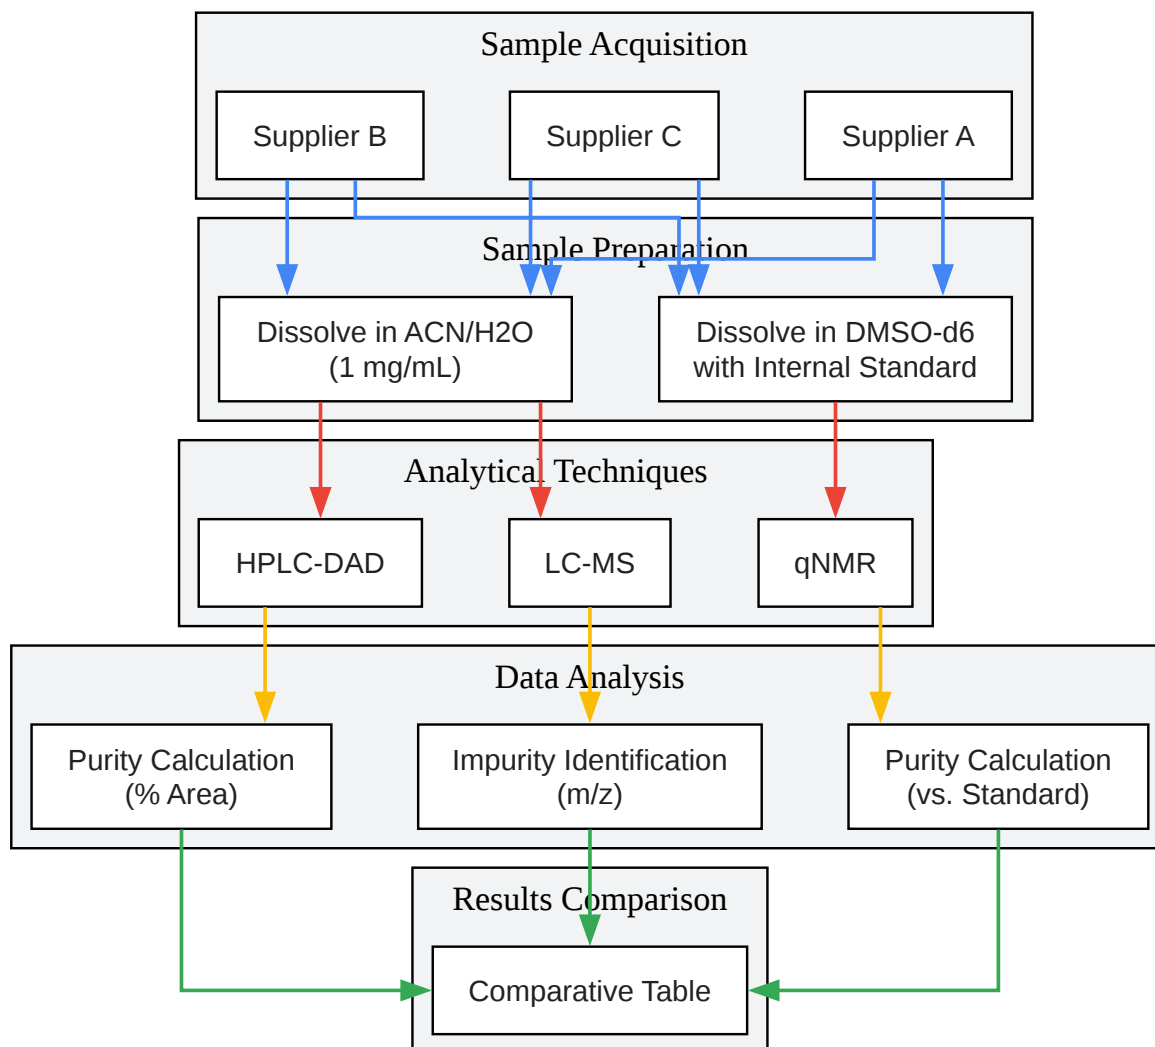 Sample Acquisition
Supplier B
Supplier C
Supplier A
Sample Preparation
Dissolve in ACN/H2O
(1 mg/mL)
Dissolve in DMSO-d6
with Internal Standard
Analytical Techniques
HPLC-DAD
LC-MS
qNMR
Data Analysis
Purity Calculation
(% Area)
Impurity Identification
(m/z)
Purity Calculation
(vs. Standard)
Results Comparison
Comparative Table